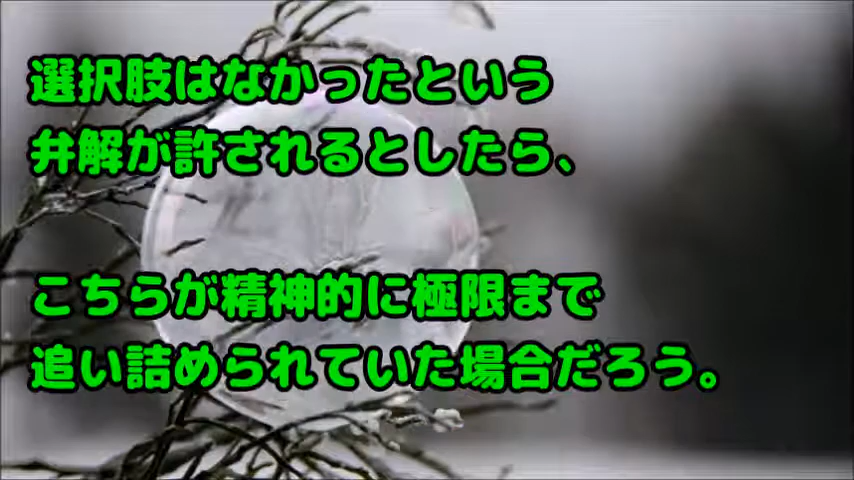 選択肢はなかったという
弁解が許されるとしたら、
こちらが精神的に極限まで
追い詰められていた場合だろう。